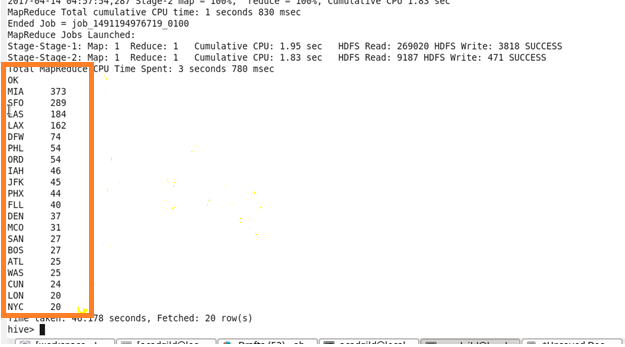 2017-04-14 04:57:54,287 Stage-2 map = 100%, reduce = 100%, Cumulative CPU 1.83 sec
MapReduce Total cumulative CPU time: 1 seconds 830 msec
Ended Job = job_1491194976719_0100
MapReduce Jobs Launched:
Stage-Stage-1: Map: 1 Reduce: 1 Cumulative CPU: 1.95 sec HDFS Read: 269020 HDFS Write: 3818 SUCCESS
Stage-Stage-2: Map: 1 Reduce: 1 Cumulative CPU: 1.83 sec HDFS Read: 9187 HDFS Write: 471 SUCCESS
Total MapReduce CPU Time Spent: 3 seconds 780 msec
OK
MIA 373
SFO 289
LAS 184
LAX 162
DFW 74
PHL 54
ORD 54
IAH 46
JFK 45
PHX 44
FLL 40
DEN 37
MCO 31
SAN 27
BOS 27
ATL 25
WAS 25
CUN 24
LON 20
NYC 20
Time taken: 46.178 seconds, Fetched: 20 row(s)
hive>